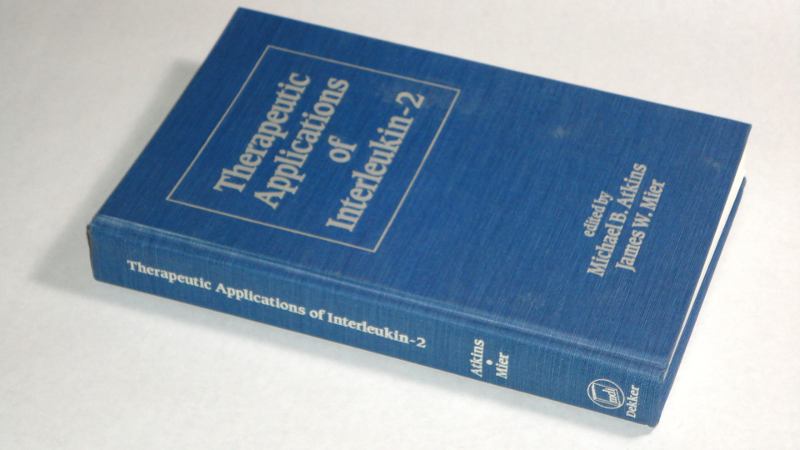 Therapeutic
Applications
of
Interleukin-2
edited by
Michael B. Atkins
James W. Mier
Therapeutic Applications of Interleukin-2
Atkins
•
Mier
Dekker